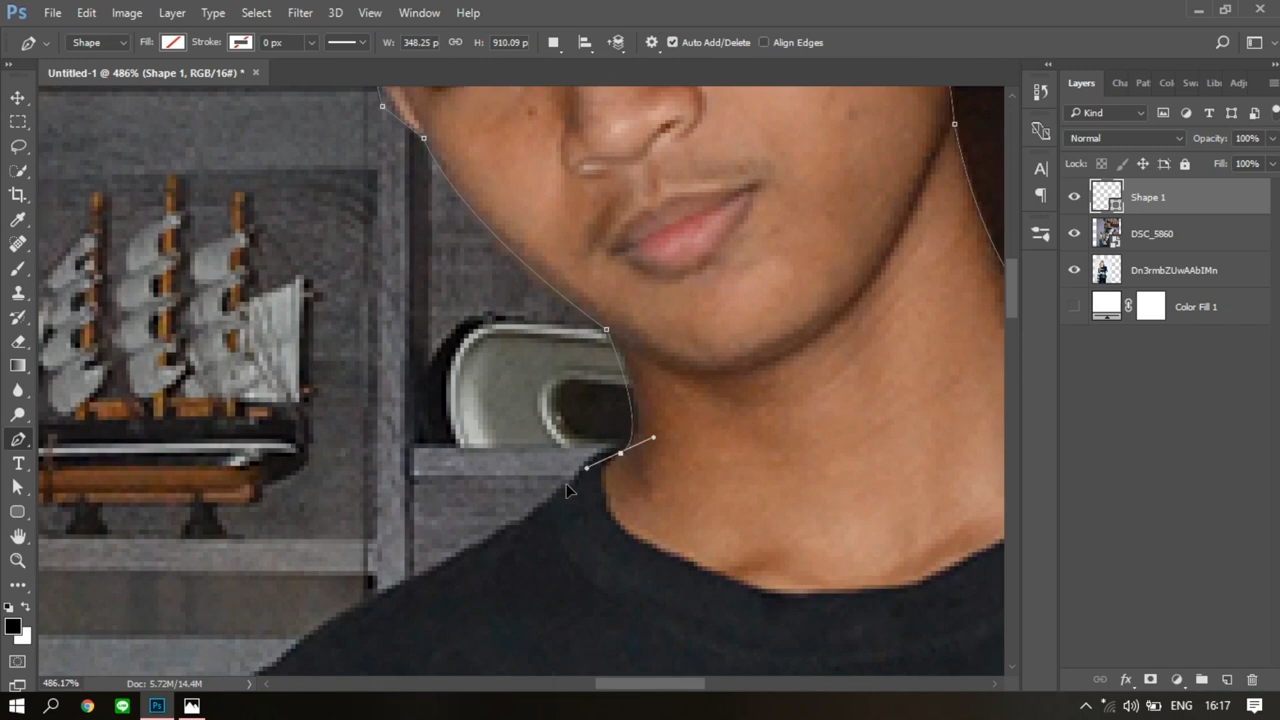 Ps File Edit Image Layer Type Select Filter 3D View Window Help
Shape Fill: Stroke: 0 px W: 348.25 p H: 910.09 p Auto Add/Delete Align Edges
Untitled-1 @ 486% (Shape 1, RGB/16#) * ×
Layers Cha Pat Col Swa Libr Adju
Kind
Normal Opacity: 100%
Lock: Fill: 100%
Shape 1
DSC_5860
Dn3rmbZUwAAbIMn
Color Fill 1
486.17% Doc: 5.72M/14.4M
Ps ENG 16:17